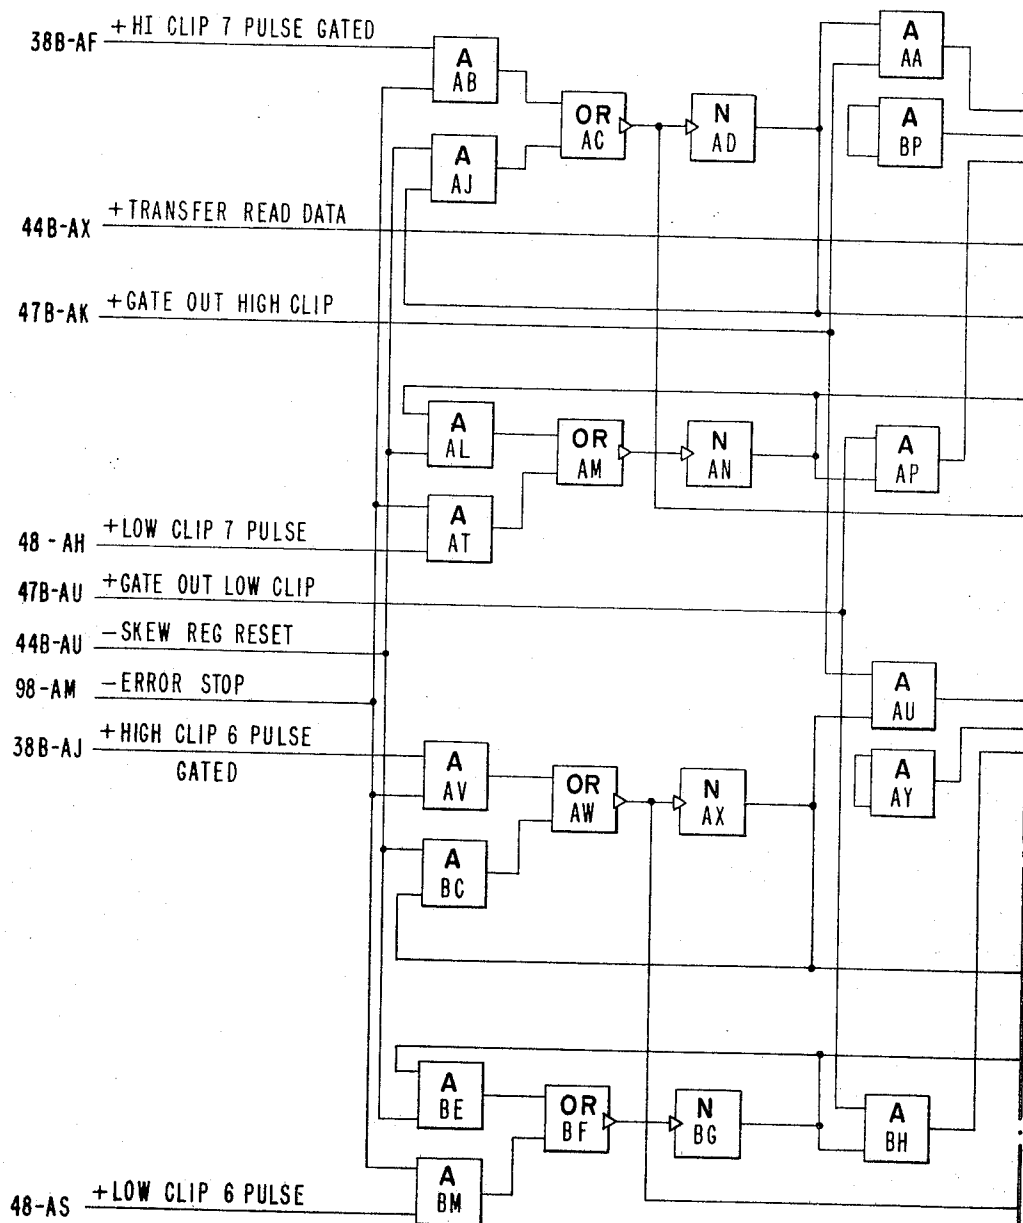 38B-AF +HI CLIP 7 PULSE GATED
A
AB
A
AJ
OR
AC
N
AD
A
AA
A
BP
44B-AX +TRANSFER READ DATA
47B-AK +GATE OUT HIGH CLIP
A
AL
OR
AM
N
AN
A
AP
A
AT
48-AH +LOW CLIP 7 PULSE
47B-AU +GATE OUT LOW CLIP
44B-AU -SKEW REG RESET
98-AM -ERROR STOP
38B-AJ +HIGH CLIP 6 PULSE
GATED
A
AU
A
AV
OR
AW
N
AX
A
AY
A
BC
A
BE
OR
BF
N
BG
A
BH
A
BM
48-AS +LOW CLIP 6 PULSE